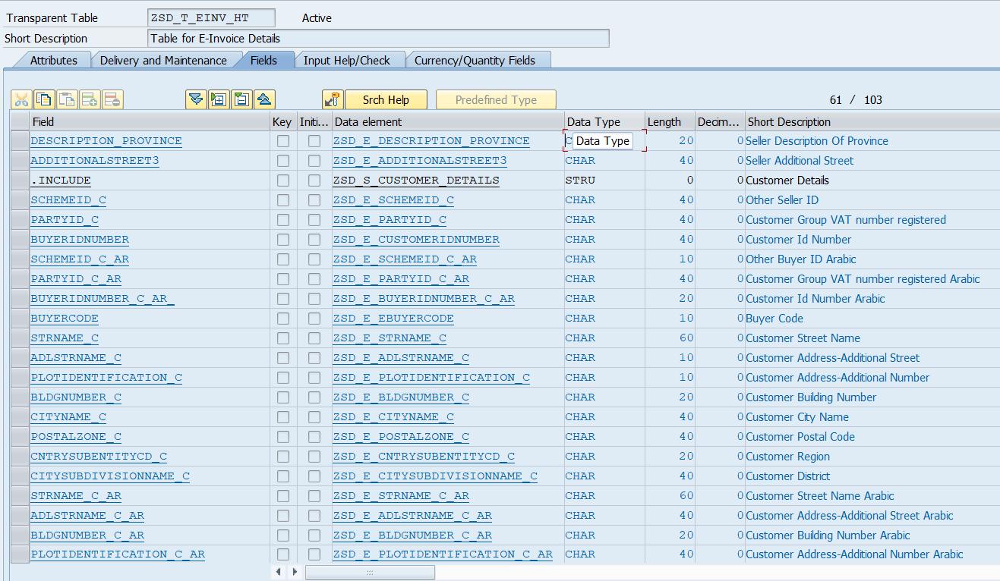 Transparent Table ZSD_T_EINV_HT Active
Short Description Table for E-Invoice Details
Attributes Delivery and Maintenance Fields Input Help/Check Currency/Quantity Fields
Srch Help Predefined Type 61 / 103
Field Key Initi... Data element Data Type Length Decim... Short Description
DESCRIPTION_PROVINCE ZSD_E_DESCRIPTION_PROVINCE C Data Type 20 0 Seller Description Of Province
ADDITIONALSTREET3 ZSD_E_ADDITIONALSTREET3 CHAR 40 0 Seller Additional Street
.INCLUDE ZSD_S_CUSTOMER_DETAILS STRU 0 0 Customer Details
SCHEMEID_C ZSD_E_SCHEMEID_C CHAR 40 0 Other Seller ID
PARTYID_C ZSD_E_PARTYID_C CHAR 40 0 Customer Group VAT number registered
BUYERIDNUMBER ZSD_E_CUSTOMERIDNUMBER CHAR 40 0 Customer Id Number
SCHEMEID_C_AR ZSD_E_SCHEMEID_C_AR CHAR 10 0 Other Buyer ID Arabic
PARTYID_C_AR ZSD_E_PARTYID_C_AR CHAR 40 0 Customer Group VAT number registered Arabic
BUYERIDNUMBER_C_AR_ ZSD_E_BUYERIDNUMBER_C_AR CHAR 20 0 Customer Id Number Arabic
BUYERCODE ZSD_E_EBUYERCODE CHAR 10 0 Buyer Code
STRNAME_C ZSD_E_STRNAME_C CHAR 60 0 Customer Street Name
ADLSTRNAME_C ZSD_E_ADLSTRNAME_C CHAR 10 0 Customer Address-Additional Street
PLOTIDENTIFICATION_C ZSD_E_PLOTIDENTIFICATION_C CHAR 10 0 Customer Address-Additional Number
BLDGNUMBER_C ZSD_E_BLDGNUMBER_C CHAR 20 0 Customer Building Number
CITYNAME_C ZSD_E_CITYNAME_C CHAR 40 0 Customer City Name
POSTALZONE_C ZSD_E_POSTALZONE_C CHAR 40 0 Customer Postal Code
CNTRYSUBENTITYCD_C ZSD_E_CNTRYSUBENTITYCD_C CHAR 20 0 Customer Region
CITYSUBDIVISIONNAME_C ZSD_E_CITYSUBDIVISIONNAME_C CHAR 40 0 Customer District
STRNAME_C_AR ZSD_E_STRNAME_C_AR CHAR 60 0 Customer Street Name Arabic
ADLSTRNAME_C_AR ZSD_E_ADLSTRNAME_C_AR CHAR 40 0 Customer Address-Additional Street Arabic
BLDGNUMBER_C_AR ZSD_E_BLDGNUMBER_C_AR CHAR 20 0 Customer Building Number Arabic
PLOTIDENTIFICATION_C_AR ZSD_E_PLOTIDENTIFICATION_C_AR CHAR 40 0 Customer Address-Additional Number Arabic